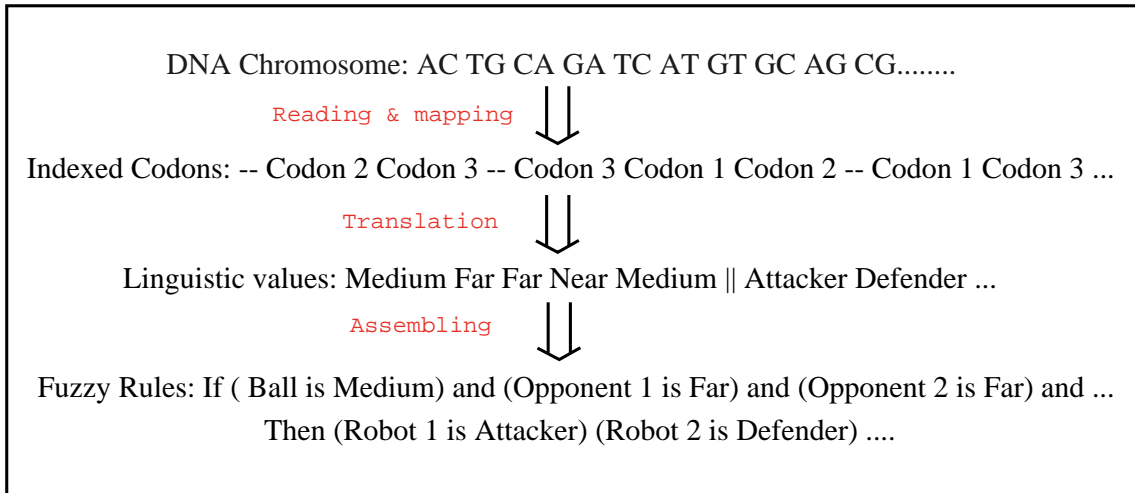 DNA Chromosome: AC TG CA GA TC AT GT GC AG CG........
Reading & mapping
Indexed Codons: -- Codon 2 Codon 3 -- Codon 3 Codon 1 Codon 2 -- Codon 1 Codon 3 ...
Translation
Linguistic values: Medium Far Far Near Medium || Attacker Defender ...
Assembling
Fuzzy Rules: If ( Ball is Medium) and (Opponent 1 is Far) and (Opponent 2 is Far) and ...
Then (Robot 1 is Attacker) (Robot 2 is Defender) ....